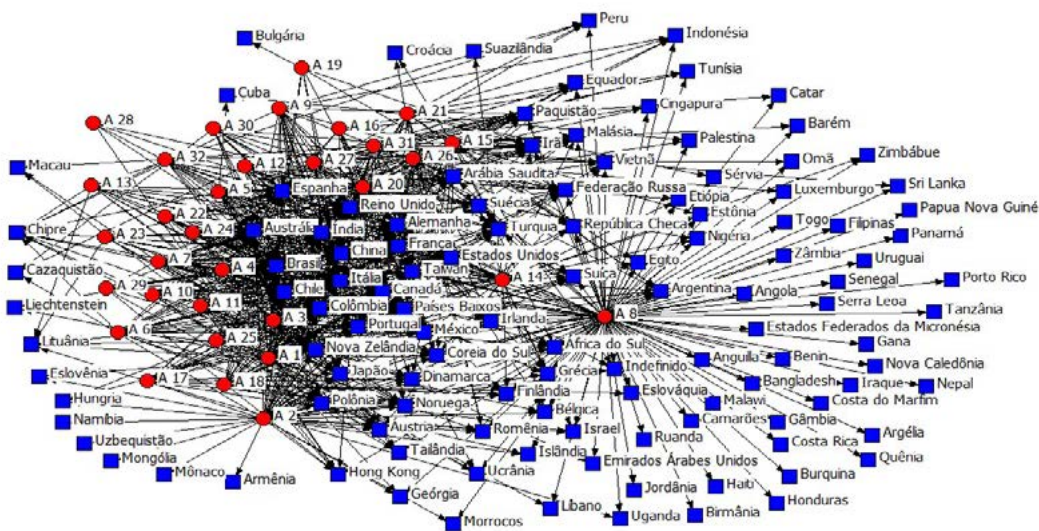 Peru
Bulgária
Croácia
Suazilândia
Indonésia
A 19
Equador
Tunísia
Cuba
A 9
A 21
Paquistão
Cingapura
Catar
A 28
A 30
A 16
A 31
A 15
Irã
Malásia
Palestina
Barém
Macau
A 32
A 12
A 27
A 26
Arábia Saudita
Vietnã
Sérvia
Omã
Zimbábue
A 13
A 5
Espanha
A 20
Federação Russa
Etiópia
Luxemburgo
Sri Lanka
Reino Unido
Suécia
Estônia
Papua Nova Guiné
Chipre
A 22
A 24
Austrália
India
Alemanha
Turquia
República Checa
Nigéria
Togo
Filipinas
Panamá
A 23
China
França
Estados Unidos
Egito
Zâmbia
Uruguai
Cazaquistão
A 7
A 4
Brasil
Itália
Taiwan
A 14
Suiça
Argentina
Angola
Senegal
Porto Rico
A 29
A 10
Chile
Canadá
Liechtenstein
A 11
Colômbia
Países Baixos
Irlanda
A 8
Serra Leoa
Tanzânia
A 6
A 3
Portugal
México
Estados Federados da Micronésia
Lituânia
A 25
Nova Zelândia
Coreia do Sul
África do Sul
Gana
A 1
Anguila
Benin
Nova Caledônia
Eslovênia
A 17
A 18
Japão
Dinamarca
Grécia
Indefinido
Bangladesh
Iraque
Nepal
Hungria
Polônia
Noruega
Finlândia
Eslováquia
Malawi
Costa do Marfim
Namíbia
A 2
Bélgica
Camarões
Gâmbia
Uzbequistão
Austria
Romênia
Israel
Ruanda
Costa Rica
Argélia
Mongólia
Tailândia
Islândia
Emirados Árabes Unidos
Quênia
Mônaco
Armênia
Hong Kong
Ucrânia
Jordânia
Haiti
Burquina
Geórgia
Líbano
Honduras
Morrocos
Uganda
Birmânia